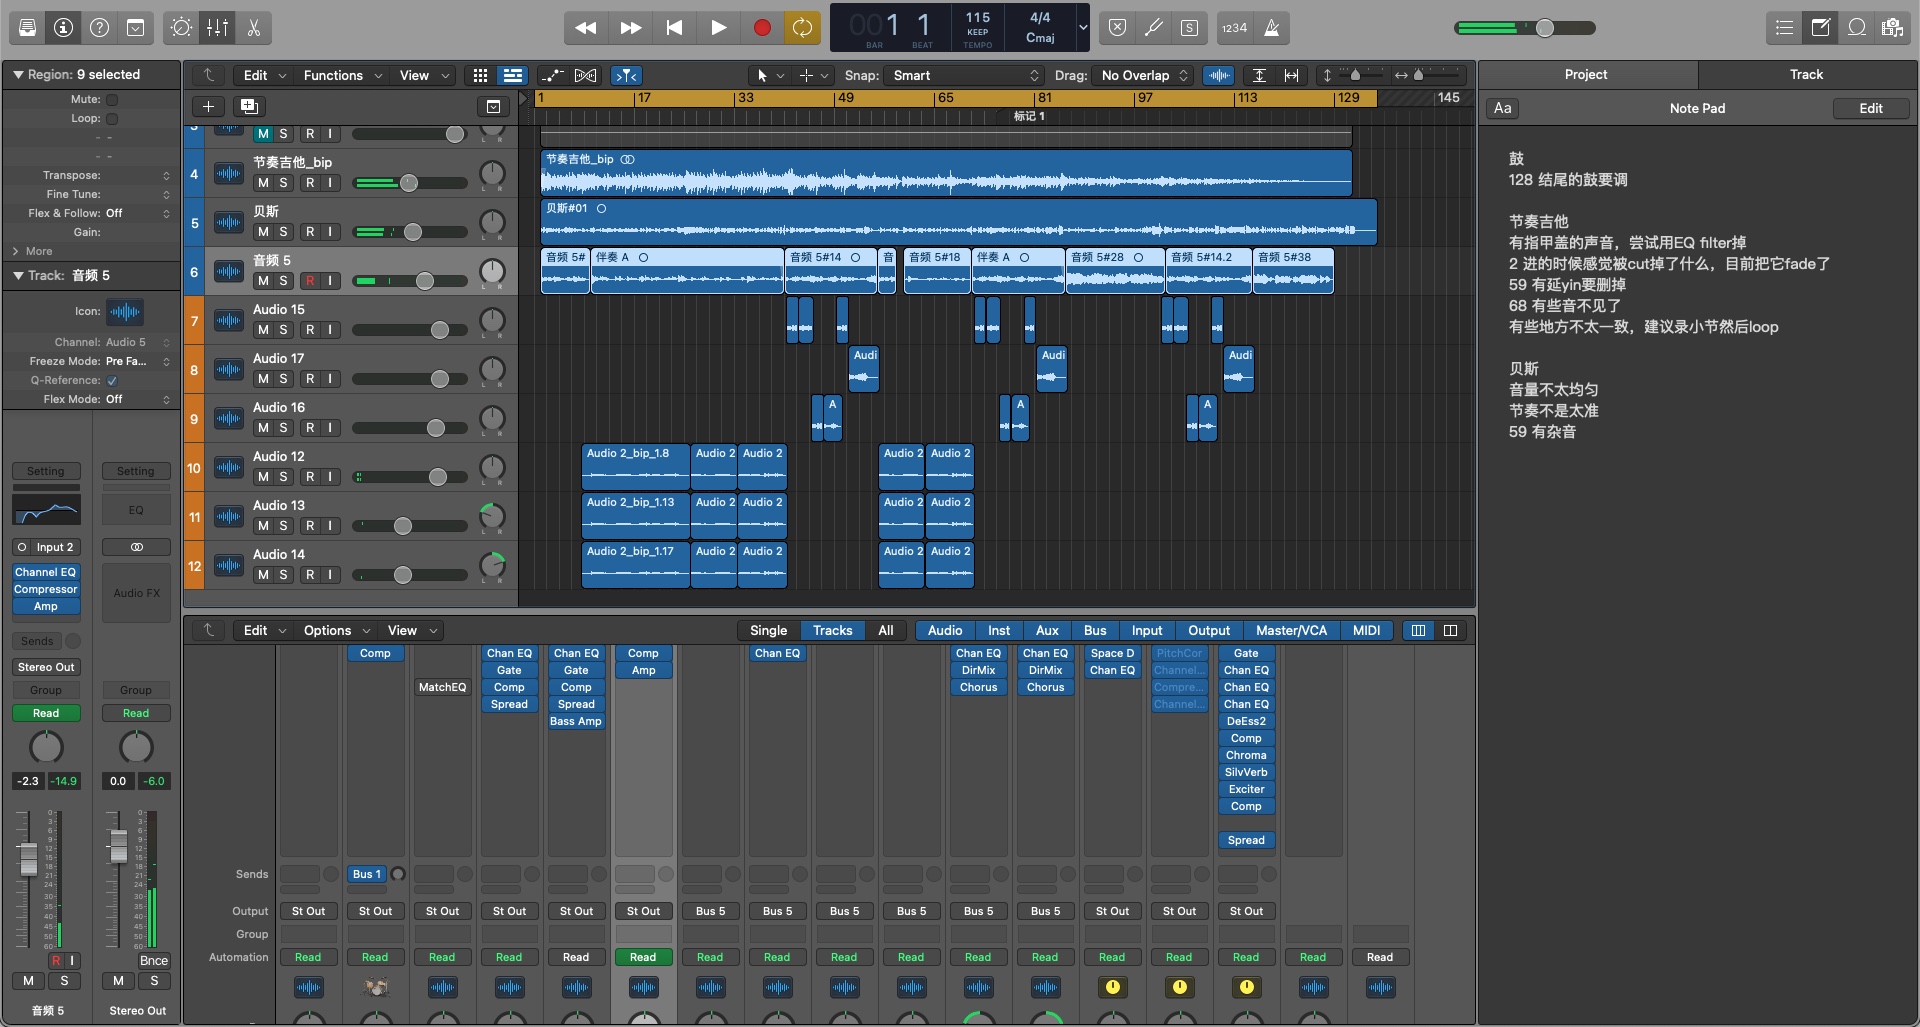 1234
001 1
BAR BEAT
115
KEEP
TEMPO
4/4
Cmaj
S
Region: 9 selected
Mute:
Loop:
- -
- -
Transpose:
Fine Tune:
Flex & Follow: Off
Gain:
More
Track: 音频 5
Icon:
Channel: Audio 5
Freeze Mode: Pre Fa...
Q-Reference:
Flex Mode: Off
Setting Setting
EQ
Input 2
Channel EQ
Compressor
Amp
Audio FX
Sends
Stereo Out
Group Group
Read Read
-2.3 -14.9 0.0 -6.0
R I Bnce
M S M S
音频 5 Stereo Out
Edit Functions View
Snap: Smart Drag: No Overlap
1 17 33 49 65 81 97 113 129 145
标记 1
3 M S R I
4 节奏吉他_bip
M S R I
节奏吉他_bip
5 贝斯
M S R I
贝斯#01
6 音频 5
M S R I
音频 5# 伴奏 A 音频 5#14 音 音频 5#18 伴奏 A 音频 5#28 音频 5#14.2 音频 5#38
7 Audio 15
M S R I
8 Audio 17
M S R I
Audi Audi Audi
9 Audio 16
M S R I
A A A
10 Audio 12
M S R I
Audio 2_bip_1.8 Audio 2 Audio 2 Audio 2 Audio 2
11 Audio 13
M S R I
Audio 2_bip_1.13 Audio 2 Audio 2 Audio 2 Audio 2
12 Audio 14
M S R I
Audio 2_bip_1.17 Audio 2 Audio 2 Audio 2 Audio 2
Edit Options View
Single Tracks All
Audio Inst Aux Bus Input Output Master/VCA MIDI
Comp Chan EQ Chan EQ Comp Chan EQ Chan EQ Chan EQ Space D PitchCor Gate
Gate Gate Amp DirMix DirMix Chan EQ Channel... Chan EQ
MatchEQ Comp Comp Chorus Chorus Compre... Chan EQ
Spread Spread Channel... Chan EQ
Bass Amp DeEss2
Comp
Chroma
SilvVerb
Exciter
Comp
Spread
Sends Bus 1
Output St Out St Out St Out St Out St Out St Out Bus 5 Bus 5 Bus 5 Bus 5 Bus 5 Bus 5 St Out St Out St Out
Group
Automation Read Read Read Read Read Read Read Read Read Read Read Read Read Read Read Read Read
Project Track
Aa Note Pad Edit
鼓
128 结尾的鼓要调
节奏吉他
有指甲盖的声音，尝试用EQ filter掉
2 进的时候感觉被cut掉了什么，目前把它fade了
59 有延yin要删掉
68 有些音不见了
有些地方不太一致，建议录小节然后loop
贝斯
音量不太均匀
节奏不是太准
59 有杂音